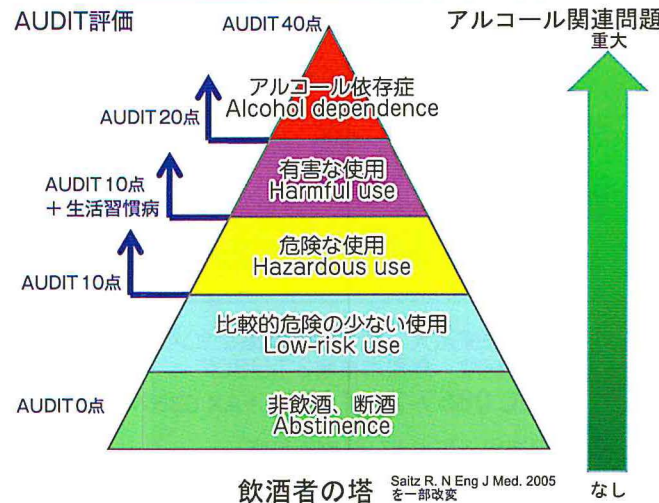 AUDIT評価
AUDIT 40点
アルコール関連問題
重大
アルコール依存症
Alcohol dependence
AUDIT 20点
有害な使用
Harmful use
AUDIT 10点
＋生活習慣病
危険な使用
Hazardous use
AUDIT 10点
比較的危険の少ない使用
Low-risk use
AUDIT 0点
非飲酒、断酒
Abstinence
飲酒者の塔
Saitz R. N Eng J Med. 2005
を一部改変
なし